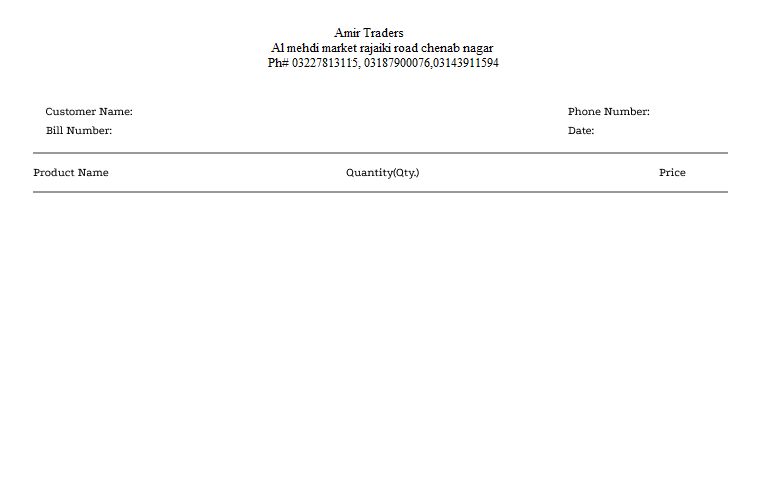 Amir Traders
Al mehdi market rajaiki road chenab nagar
Ph# 03227813115, 03187900076,03143911594
Customer Name: Phone Number:
Bill Number: Date:
Product Name Quantity(Qty.) Price